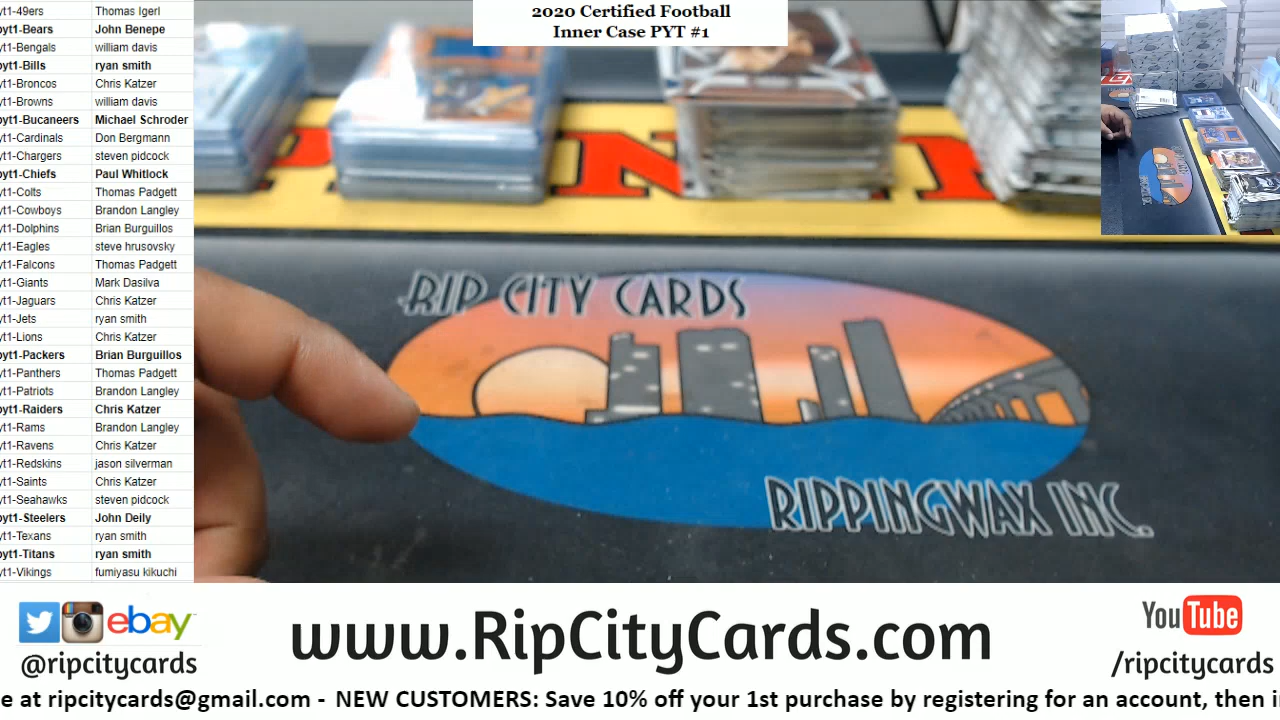 2020 Certified Football
Inner Case PYT #1
yt1-49ers Thomas Igerl
pyt1-Bears John Benepe
yt1-Bengals william davis
pyt1-Bills ryan smith
yt1-Broncos Chris Katzer
yt1-Browns william davis
pyt1-Bucaneers Michael Schroder
yt1-Cardinals Don Bergmann
yt1-Chargers steven pidcock
pyt1-Chiefs Paul Whitlock
yt1-Colts Thomas Padgett
yt1-Cowboys Brandon Langley
yt1-Dolphins Brian Burguillos
yt1-Eagles steve hrusovsky
yt1-Falcons Thomas Padgett
yt1-Giants Mark Dasilva
yt1-Jaguars Chris Katzer
yt1-Jets ryan smith
yt1-Lions Chris Katzer
pyt1-Packers Brian Burguillos
yt1-Panthers Thomas Padgett
yt1-Patriots Brandon Langley
pyt1-Raiders Chris Katzer
yt1-Rams Brandon Langley
yt1-Ravens Chris Katzer
yt1-Redskins jason silverman
yt1-Saints Chris Katzer
yt1-Seahawks steven pidcock
pyt1-Steelers John Deily
yt1-Texans ryan smith
pyt1-Titans ryan smith
yt1-Vikings fumiyasu kikuchi
RIP CITY CARDS
RIPPINGWAX INC.
ebay
@ripcitycards
www.RipCityCards.com
YouTube
/ripcitycards
e at ripcitycards@gmail.com - NEW CUSTOMERS: Save 10% off your 1st purchase by registering for an account, then i